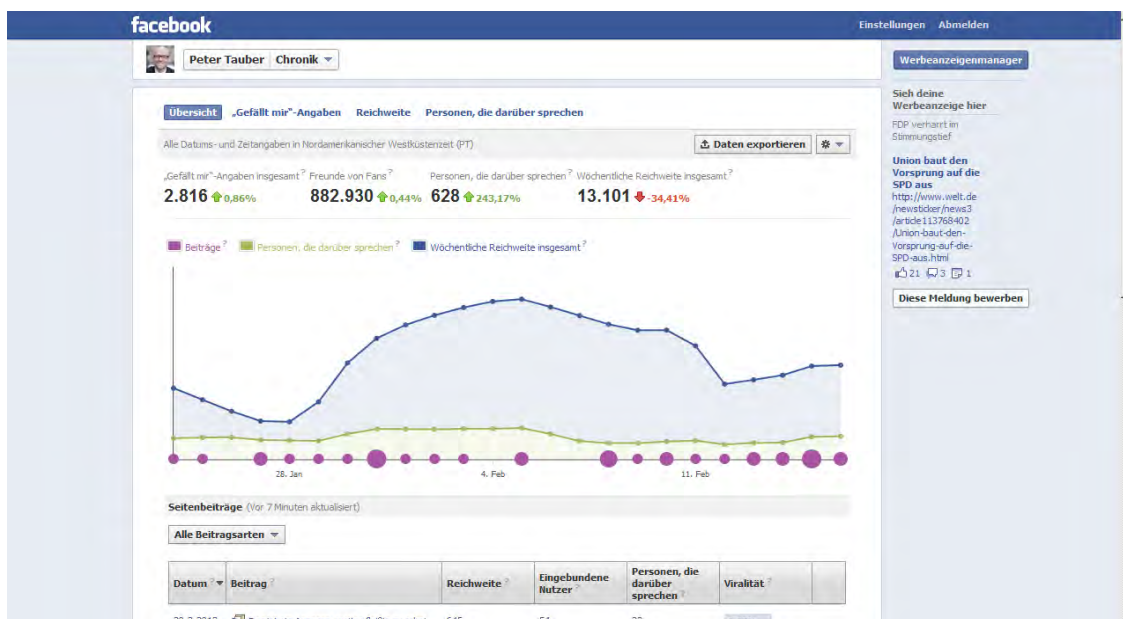 facebook
Einstellungen Abmelden
Peter Tauber Chronik
Werbeanzeigenmanager
Übersicht „Gefällt mir"-Angaben Reichweite Personen, die darüber sprechen
Alle Datums- und Zeitangaben in Nordamerikanischer Westküstenzeit (PT)
Daten exportieren
„Gefällt mir"-Angaben insgesamt ? Freunde von Fans ? Personen, die darüber sprechen ? Wöchentliche Reichweite insgesamt ?
2.816 0,86% 882.930 0,44% 628 243,17% 13.101 -34,41%
Beiträge ? Personen, die darüber sprechen ? Wöchentliche Reichweite insgesamt ?
28. Jan 4. Feb 11. Feb
Seitenbeiträge (Vor 7 Minuten aktualisiert)
Alle Beitragsarten
Datum ? Beitrag ? Reichweite ? Eingebundene Nutzer ? Personen, die darüber sprechen ? Viralität ?
Sieh deine
Werbeanzeige hier
FDP verharrt im
Stimmungstief
Union baut den
Vorsprung auf die
SPD aus
http://www.welt.de
/newsticker/news3
/article113768402
/Union-baut-den-
Vorsprung-auf-die-
SPD-aus.html
21 3 1
Diese Meldung bewerben